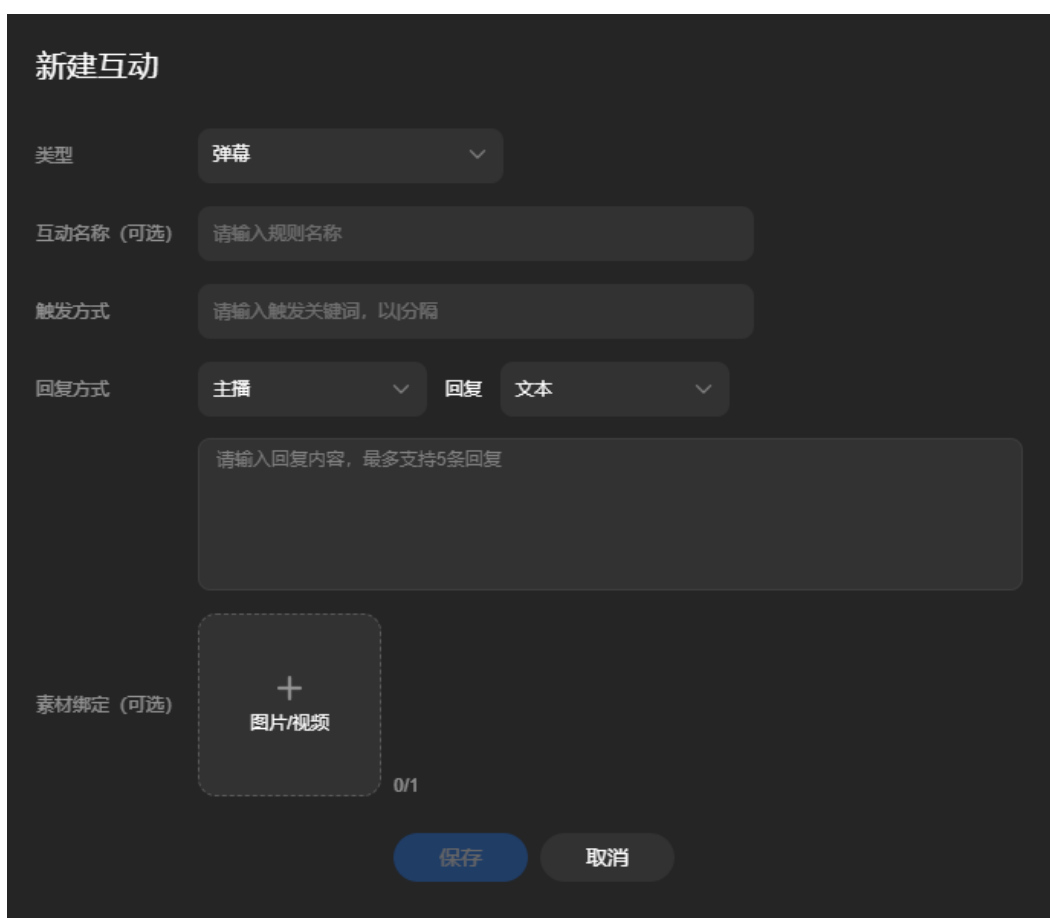 新建互动
类型 弹幕
互动名称（可选） 请输入规则名称
触发方式 请输入触发关键词，以|分隔
回复方式 主播 回复 文本
请输入回复内容，最多支持5条回复
素材绑定（可选）
图片/视频
0/1
保存 取消